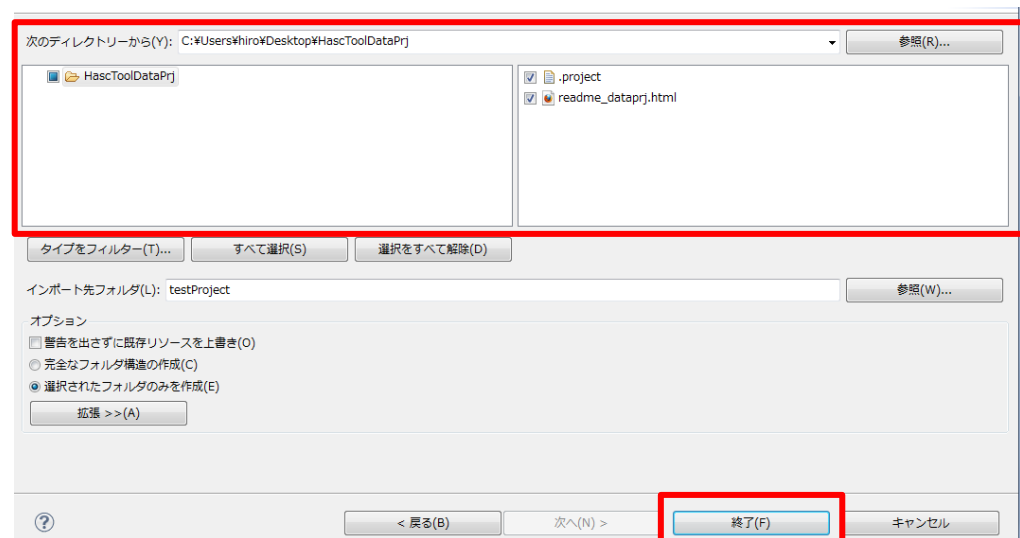 次のディレクトリーから(Y): C:¥Users¥hiro¥Desktop¥HascToolDataPrj 参照(R)...
HascToolDataPrj
.project
readme_dataprj.html
タイプをフィルター(T)... すべて選択(S) 選択をすべて解除(D)
インポート先フォルダ(L): testProject 参照(W)...
オプション
警告を出さずに既存リソースを上書き(O)
完全なフォルダ構造の作成(C)
選択されたフォルダのみを作成(E)
拡張 >>(A)
? < 戻る(B) 次へ(N) > 終了(F) キャンセル